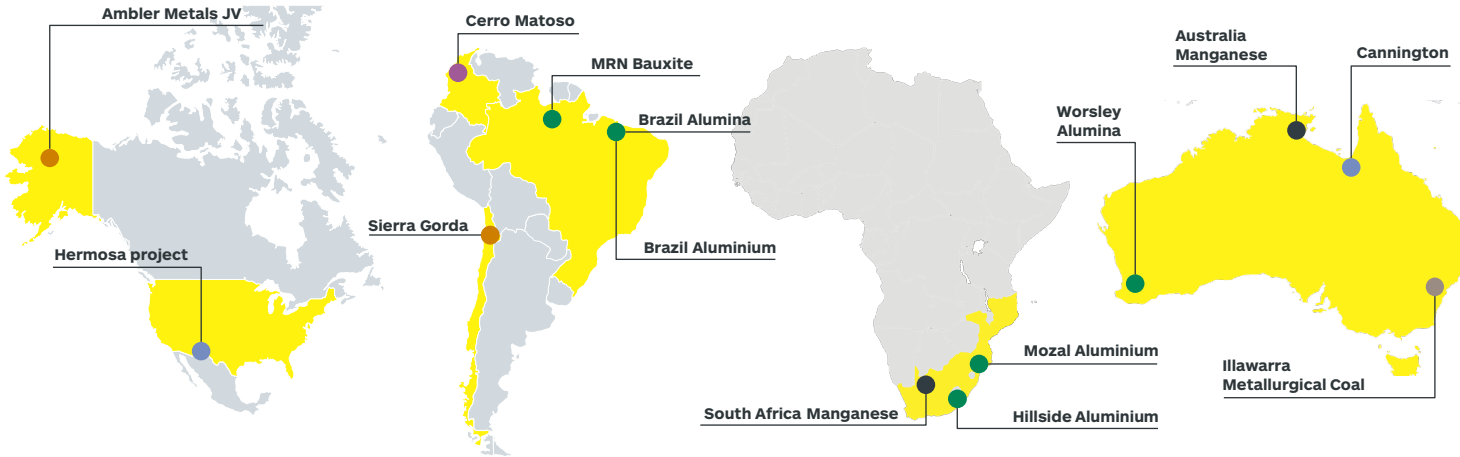 Ambler Metals JV
Hermosa project
Cerro Matoso
MRN Bauxite
Brazil Alumina
Sierra Gorda
Brazil Aluminium
Mozal Aluminium
South Africa Manganese
Hillside Aluminium
Australia
Manganese
Cannington
Worsley
Alumina
Illawarra
Metallurgical Coal